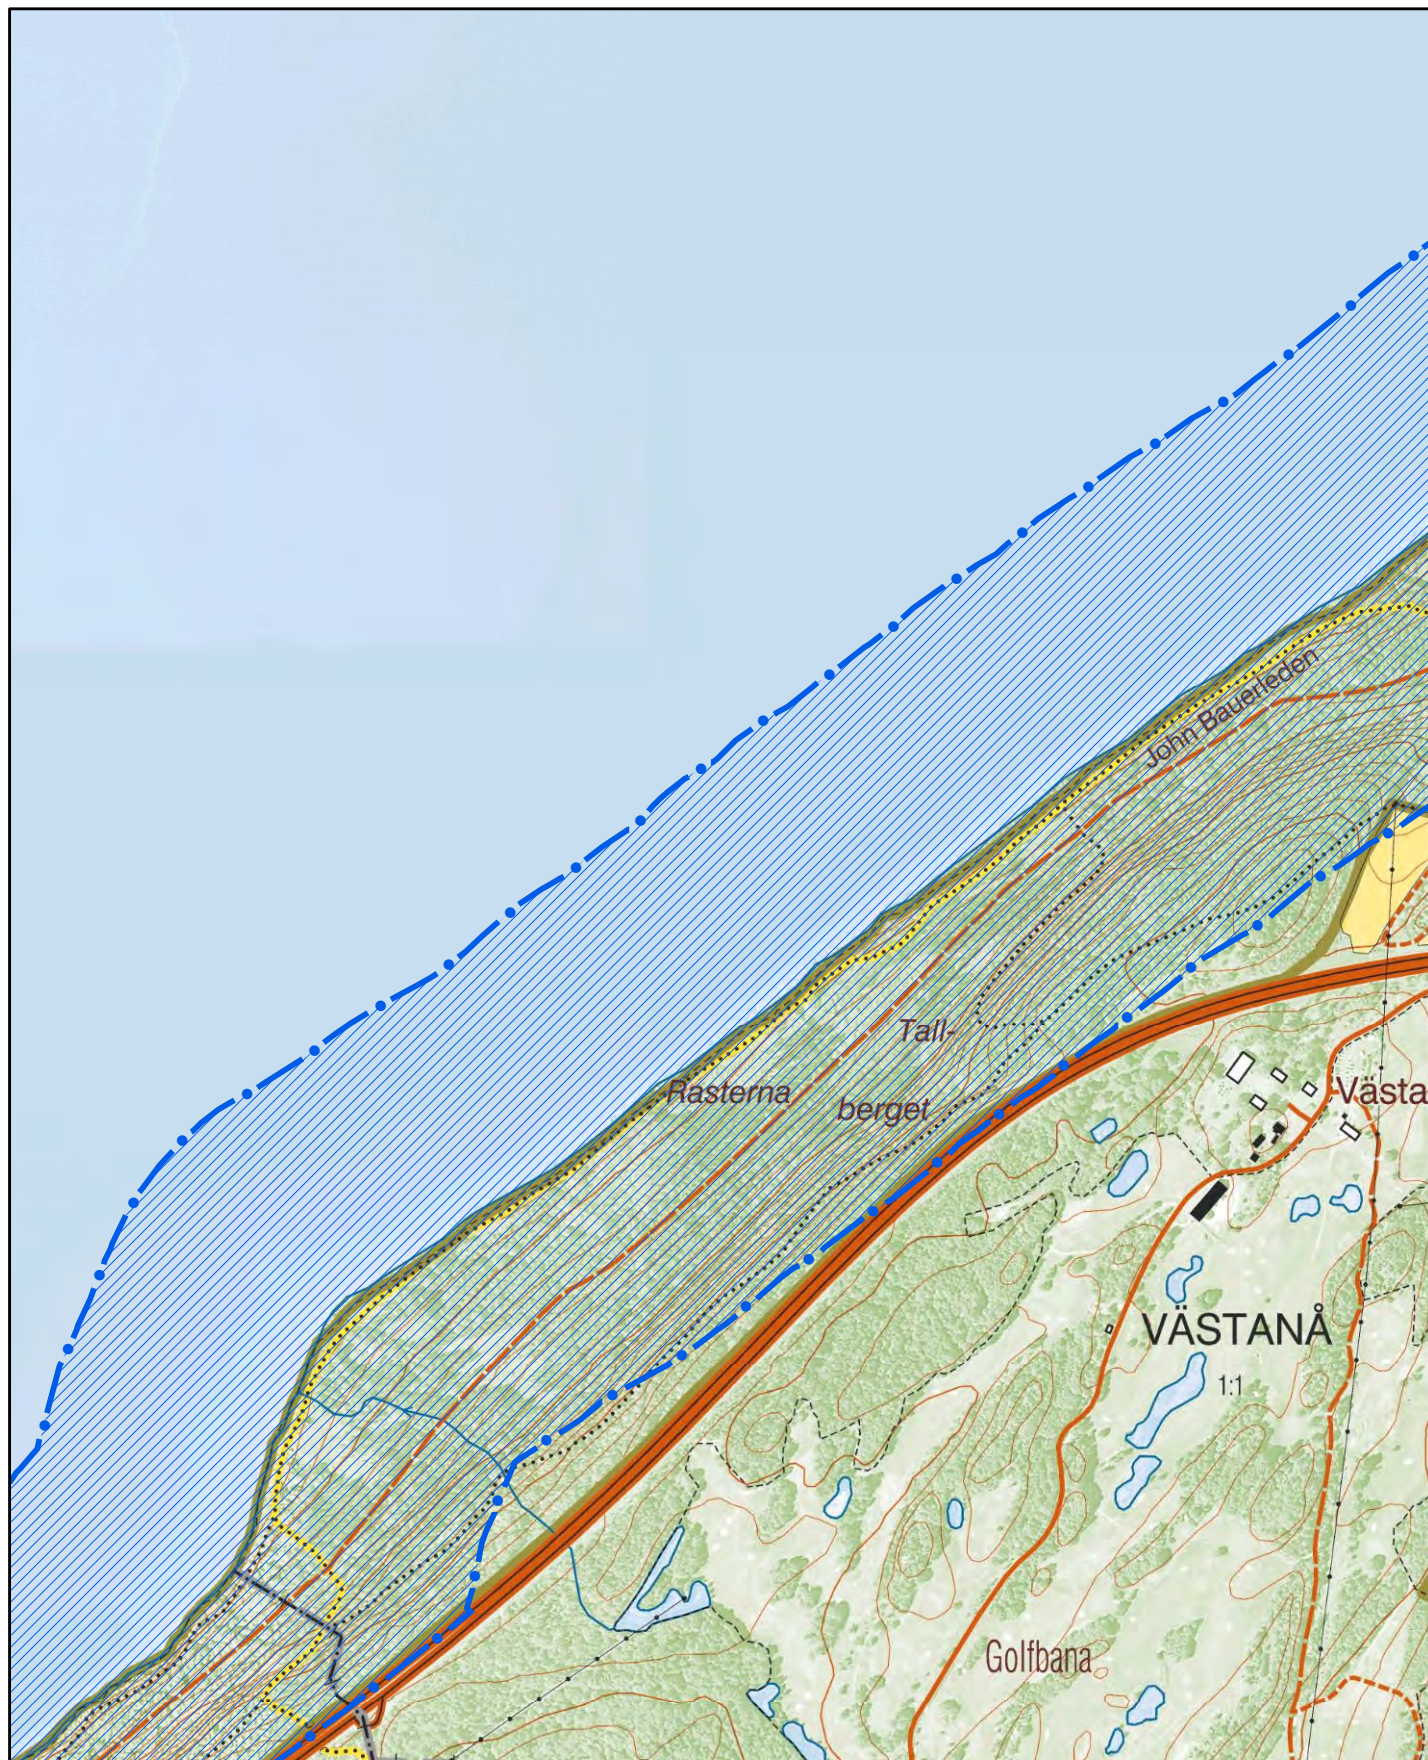 John Bauerleden
Tall-
Rasterna
berget
Västa
VÄSTANÅ
1:1
Golfbana